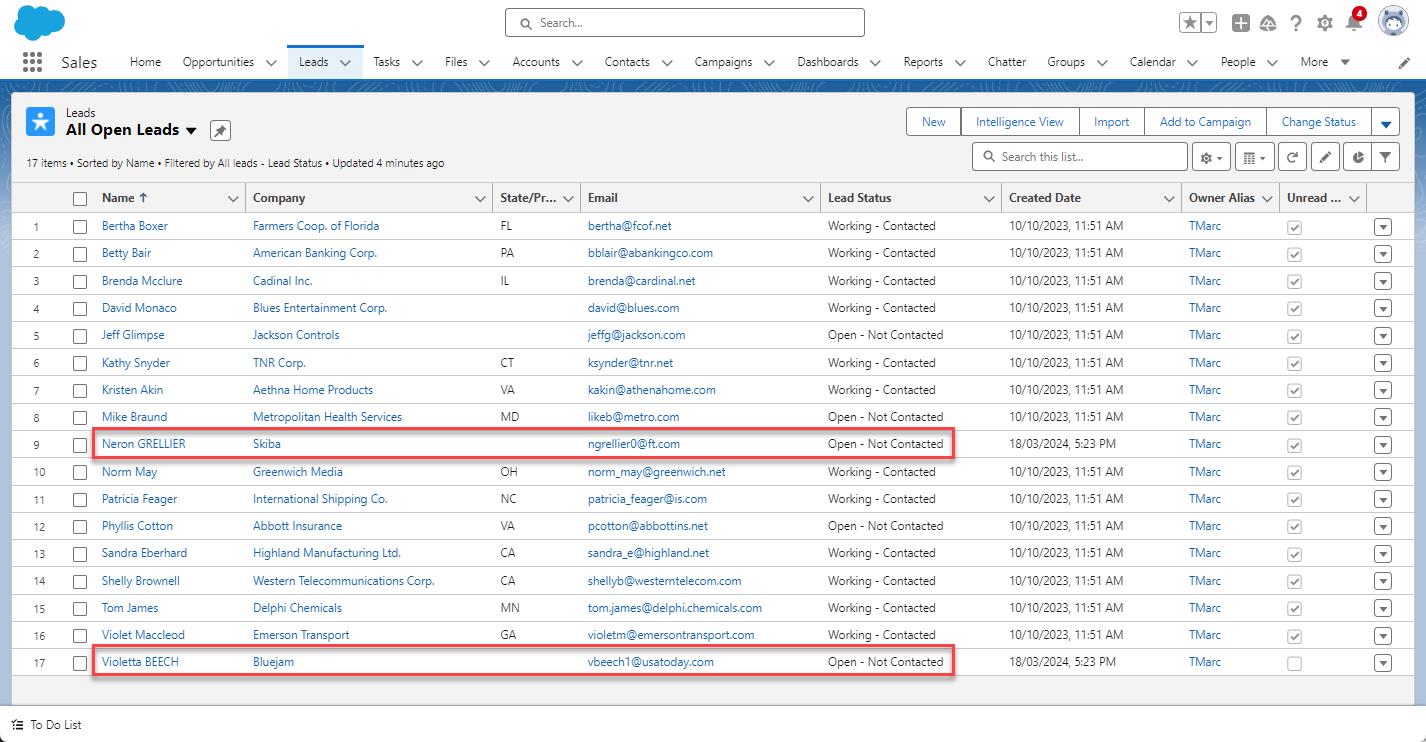 Search...
4
Sales Home Opportunities Leads Tasks Files Accounts Contacts Campaigns Dashboards Reports Chatter Groups Calendar People More
Leads
All Open Leads
New Intelligence View Import Add to Campaign Change Status
17 items • Sorted by Name • Filtered by All leads - Lead Status • Updated 4 minutes ago
Search this list...
Name Company State/Pr... Email Lead Status Created Date Owner Alias Unread ...
1 Bertha Boxer Farmers Coop. of Florida FL bertha@fcof.net Working - Contacted 10/10/2023, 11:51 AM TMarc
2 Betty Bair American Banking Corp. PA bblair@abankingco.com Working - Contacted 10/10/2023, 11:51 AM TMarc
3 Brenda Mcclure Cadinal Inc. IL brenda@cardinal.net Working - Contacted 10/10/2023, 11:51 AM TMarc
4 David Monaco Blues Entertainment Corp. david@blues.com Working - Contacted 10/10/2023, 11:51 AM TMarc
5 Jeff Glimpse Jackson Controls jeffg@jackson.com Open - Not Contacted 10/10/2023, 11:51 AM TMarc
6 Kathy Snyder TNR Corp. CT ksynder@tnr.net Working - Contacted 10/10/2023, 11:51 AM TMarc
7 Kristen Akin Aethna Home Products VA kakin@athenahome.com Working - Contacted 10/10/2023, 11:51 AM TMarc
8 Mike Braund Metropolitan Health Services MD likeb@metro.com Open - Not Contacted 10/10/2023, 11:51 AM TMarc
9 Neron GRELLIER Skiba ngrellier0@ft.com Open - Not Contacted 18/03/2024, 5:23 PM TMarc
10 Norm May Greenwich Media OH norm_may@greenwich.net Working - Contacted 10/10/2023, 11:51 AM TMarc
11 Patricia Feager International Shipping Co. NC patricia_feager@is.com Working - Contacted 10/10/2023, 11:51 AM TMarc
12 Phyllis Cotton Abbott Insurance VA pcotton@abbottins.net Open - Not Contacted 10/10/2023, 11:51 AM TMarc
13 Sandra Eberhard Highland Manufacturing Ltd. CA sandra_e@highland.net Working - Contacted 10/10/2023, 11:51 AM TMarc
14 Shelly Brownell Western Telecommunications Corp. CA shellyb@westerntelecom.com Working - Contacted 10/10/2023, 11:51 AM TMarc
15 Tom James Delphi Chemicals MN tom.james@delphi.chemicals.com Working - Contacted 10/10/2023, 11:51 AM TMarc
16 Violet Maccleod Emerson Transport GA violetm@emersontransport.com Working - Contacted 10/10/2023, 11:51 AM TMarc
17 Violetta BEECH Bluejam vbeech1@usatoday.com Open - Not Contacted 18/03/2024, 5:23 PM TMarc
To Do List